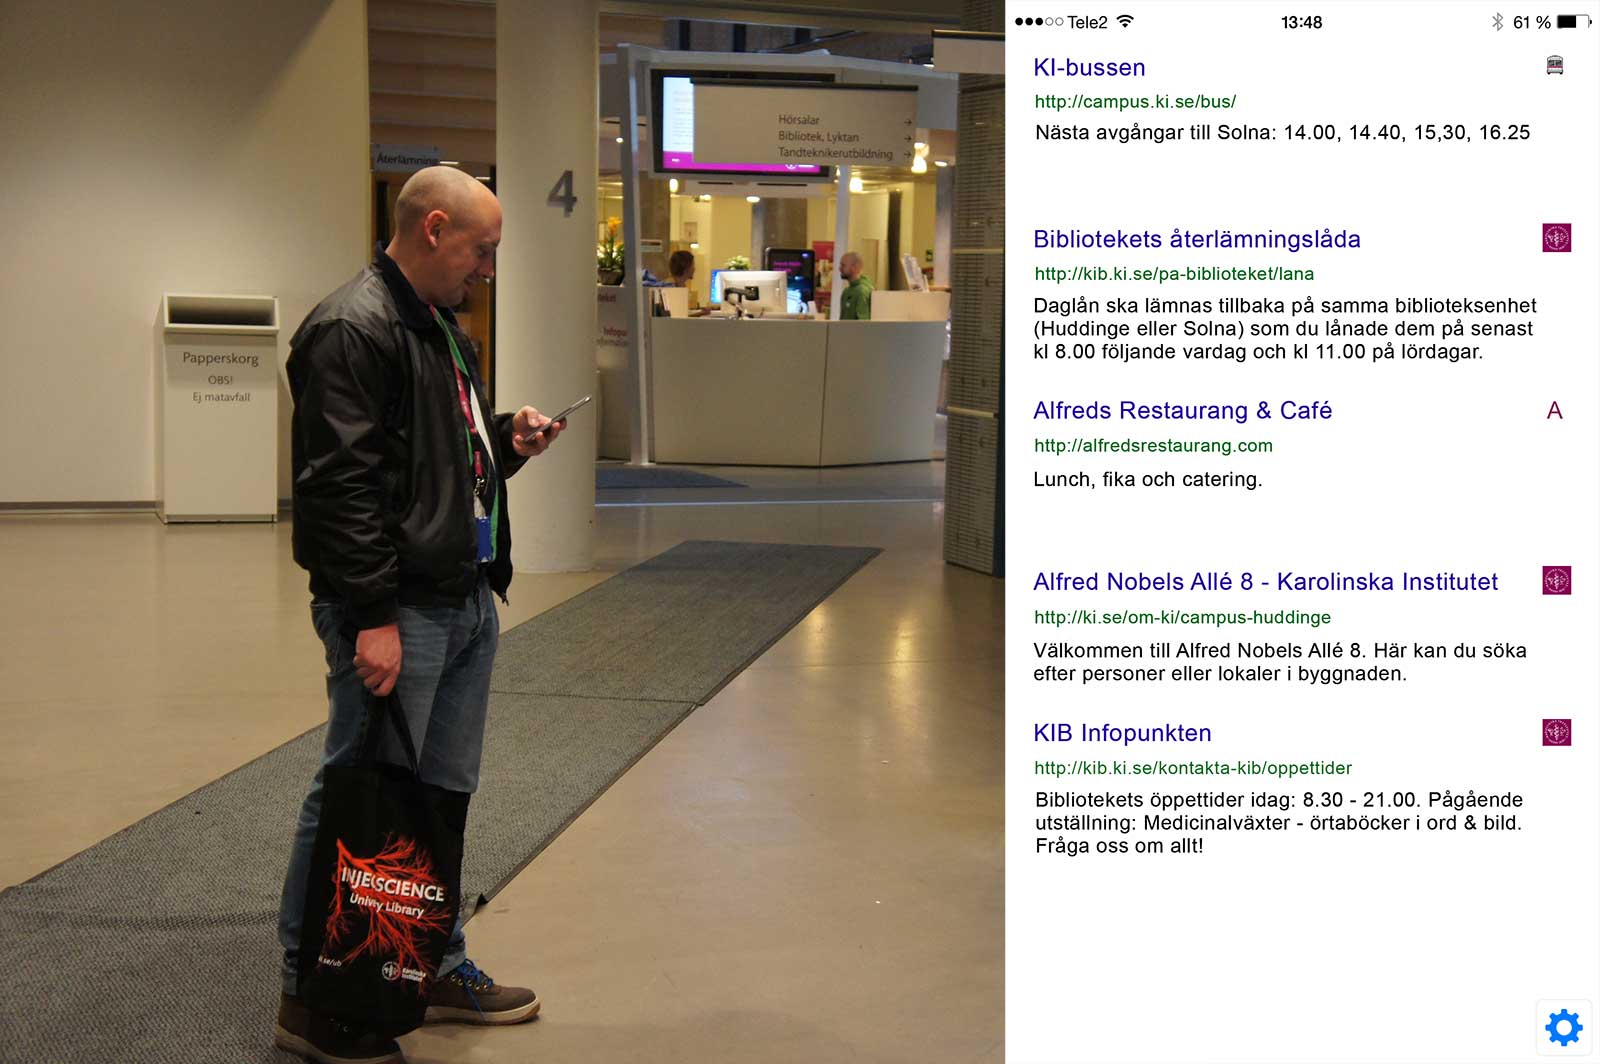 Återlämning
4
Hörsalar
Bibliotek, Lyktan
Tandteknikerutbildning
Papperskorg
OBS!
Ej matavfall
INJE SCIENCE
Library
Karolinska
Institutet
Tele2
13:48
61 %
KI-bussen
http://campus.ki.se/bus/
Nästa avgångar till Solna: 14.00, 14.40, 15,30, 16.25
Bibliotekets återlämningslåda
http://kib.ki.se/pa-biblioteket/lana
Daglån ska lämnas tillbaka på samma biblioteksenhet
(Huddinge eller Solna) som du lånade dem på senast
kl 8.00 följande vardag och kl 11.00 på lördagar.
Alfreds Restaurang & Café
A
http://alfredsrestaurang.com
Lunch, fika och catering.
Alfred Nobels Allé 8 - Karolinska Institutet
http://ki.se/om-ki/campus-huddinge
Välkommen till Alfred Nobels Allé 8. Här kan du söka
efter personer eller lokaler i byggnaden.
KIB Infopunkten
http://kib.ki.se/kontakta-kib/oppettider
Bibliotekets öppettider idag: 8.30 - 21.00. Pågående
utställning: Medicinalväxter - örtaböcker i ord & bild.
Fråga oss om allt!